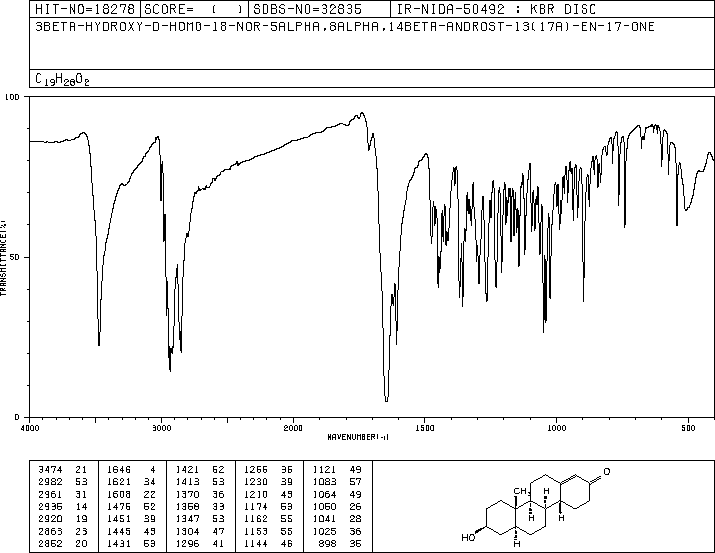 HIT-NO=18278 SCORE= ( ) SDBS-NO=32835 IR-NIDA-50492 : KBR DISC
3BETA-HYDROXY-D-HOMO-18-NOR-5ALPHA,8ALPHA,14BETA-ANDROST-13(17A)-EN-17-ONE
C19H28O2
100
50
0
TRANSMITTANCE(%)
4000 3000 2000 1500 1000 500
WAVENUMBER(-1)
3474 21 1646 4 1421 62 1266 36 1121 49
2982 53 1621 34 1413 53 1230 39 1083 57
2961 31 1608 22 1370 36 1210 49 1064 49
2936 14 1476 52 1358 33 1174 53 1050 26
2920 19 1451 39 1347 53 1162 55 1041 28
2863 23 1445 49 1304 47 1153 55 1025 36
2852 20 1431 53 1296 41 1144 46 898 35
O
CH3
H
H
H
H
HO
H